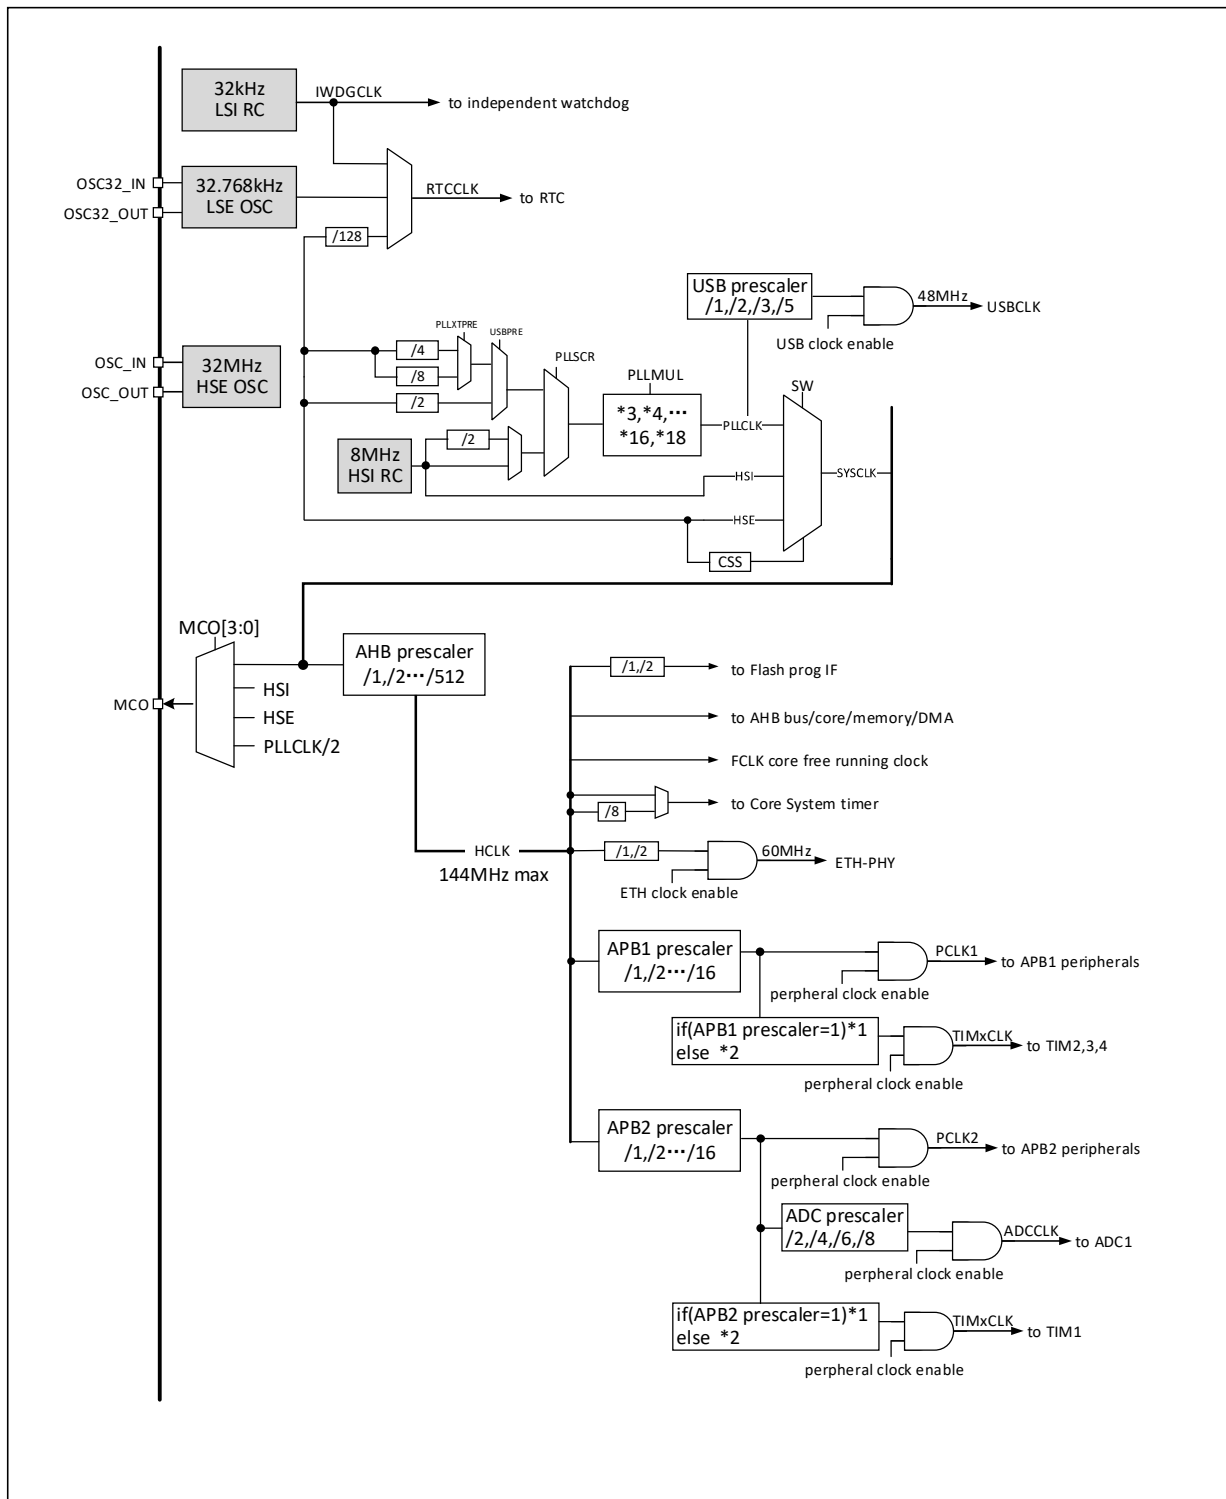 32kHz
LSI RC
IWDGCLK
to independent watchdog
OSC32_IN
OSC32_OUT
32.768kHz
LSE OSC
RTCCLK
to RTC
/128
USB prescaler
/1,/2,/3,/5
48MHz
USBCLK
USB clock enable
PLLXTPRE
USBPRE
OSC_IN
OSC_OUT
32MHz
HSE OSC
/4
/8
/2
PLLSCR
PLLMUL
*3,*4,···
*16,*18
PLLCLK
SW
8MHz
HSI RC
/2
HSI
SYSCLK
HSE
CSS
MCO[3:0]
AHB prescaler
/1,/2···/512
MCO
HSI
HSE
PLLCLK/2
/1,/2
to Flash prog IF
to AHB bus/core/memory/DMA
FCLK core free running clock
/8
to Core System timer
HCLK
144MHz max
/1,/2
60MHz
ETH-PHY
ETH clock enable
APB1 prescaler
/1,/2···/16
PCLK1
to APB1 peripherals
perpheral clock enable
if(APB1 prescaler=1)*1
else *2
TIMxCLK
to TIM2,3,4
perpheral clock enable
APB2 prescaler
/1,/2···/16
PCLK2
to APB2 peripherals
perpheral clock enable
ADC prescaler
/2,/4,/6,/8
ADCCLK
to ADC1
perpheral clock enable
if(APB2 prescaler=1)*1
else *2
TIMxCLK
to TIM1
perpheral clock enable